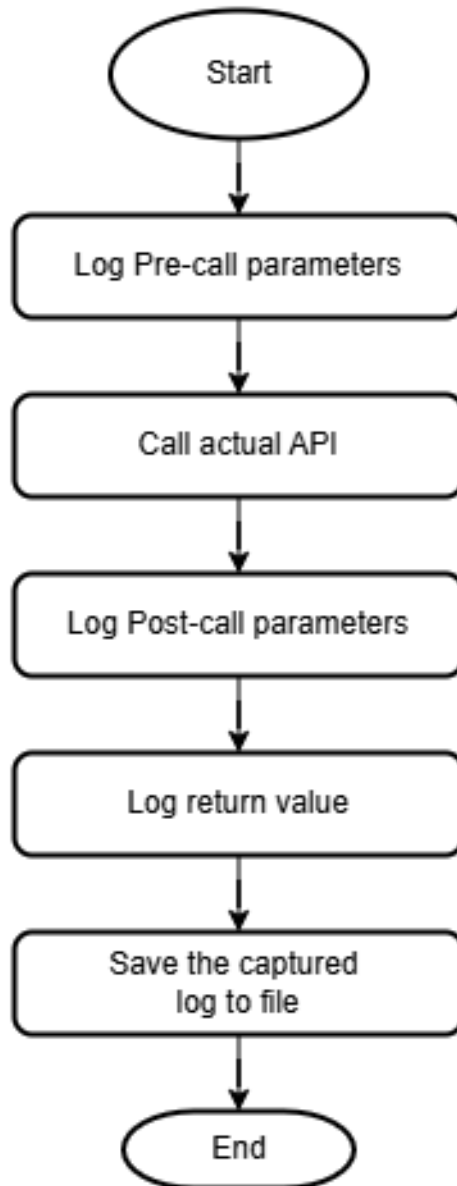 Start
Log Pre-call parameters
Call actual API
Log Post-call parameters
Log return value
Save the captured
log to file
End